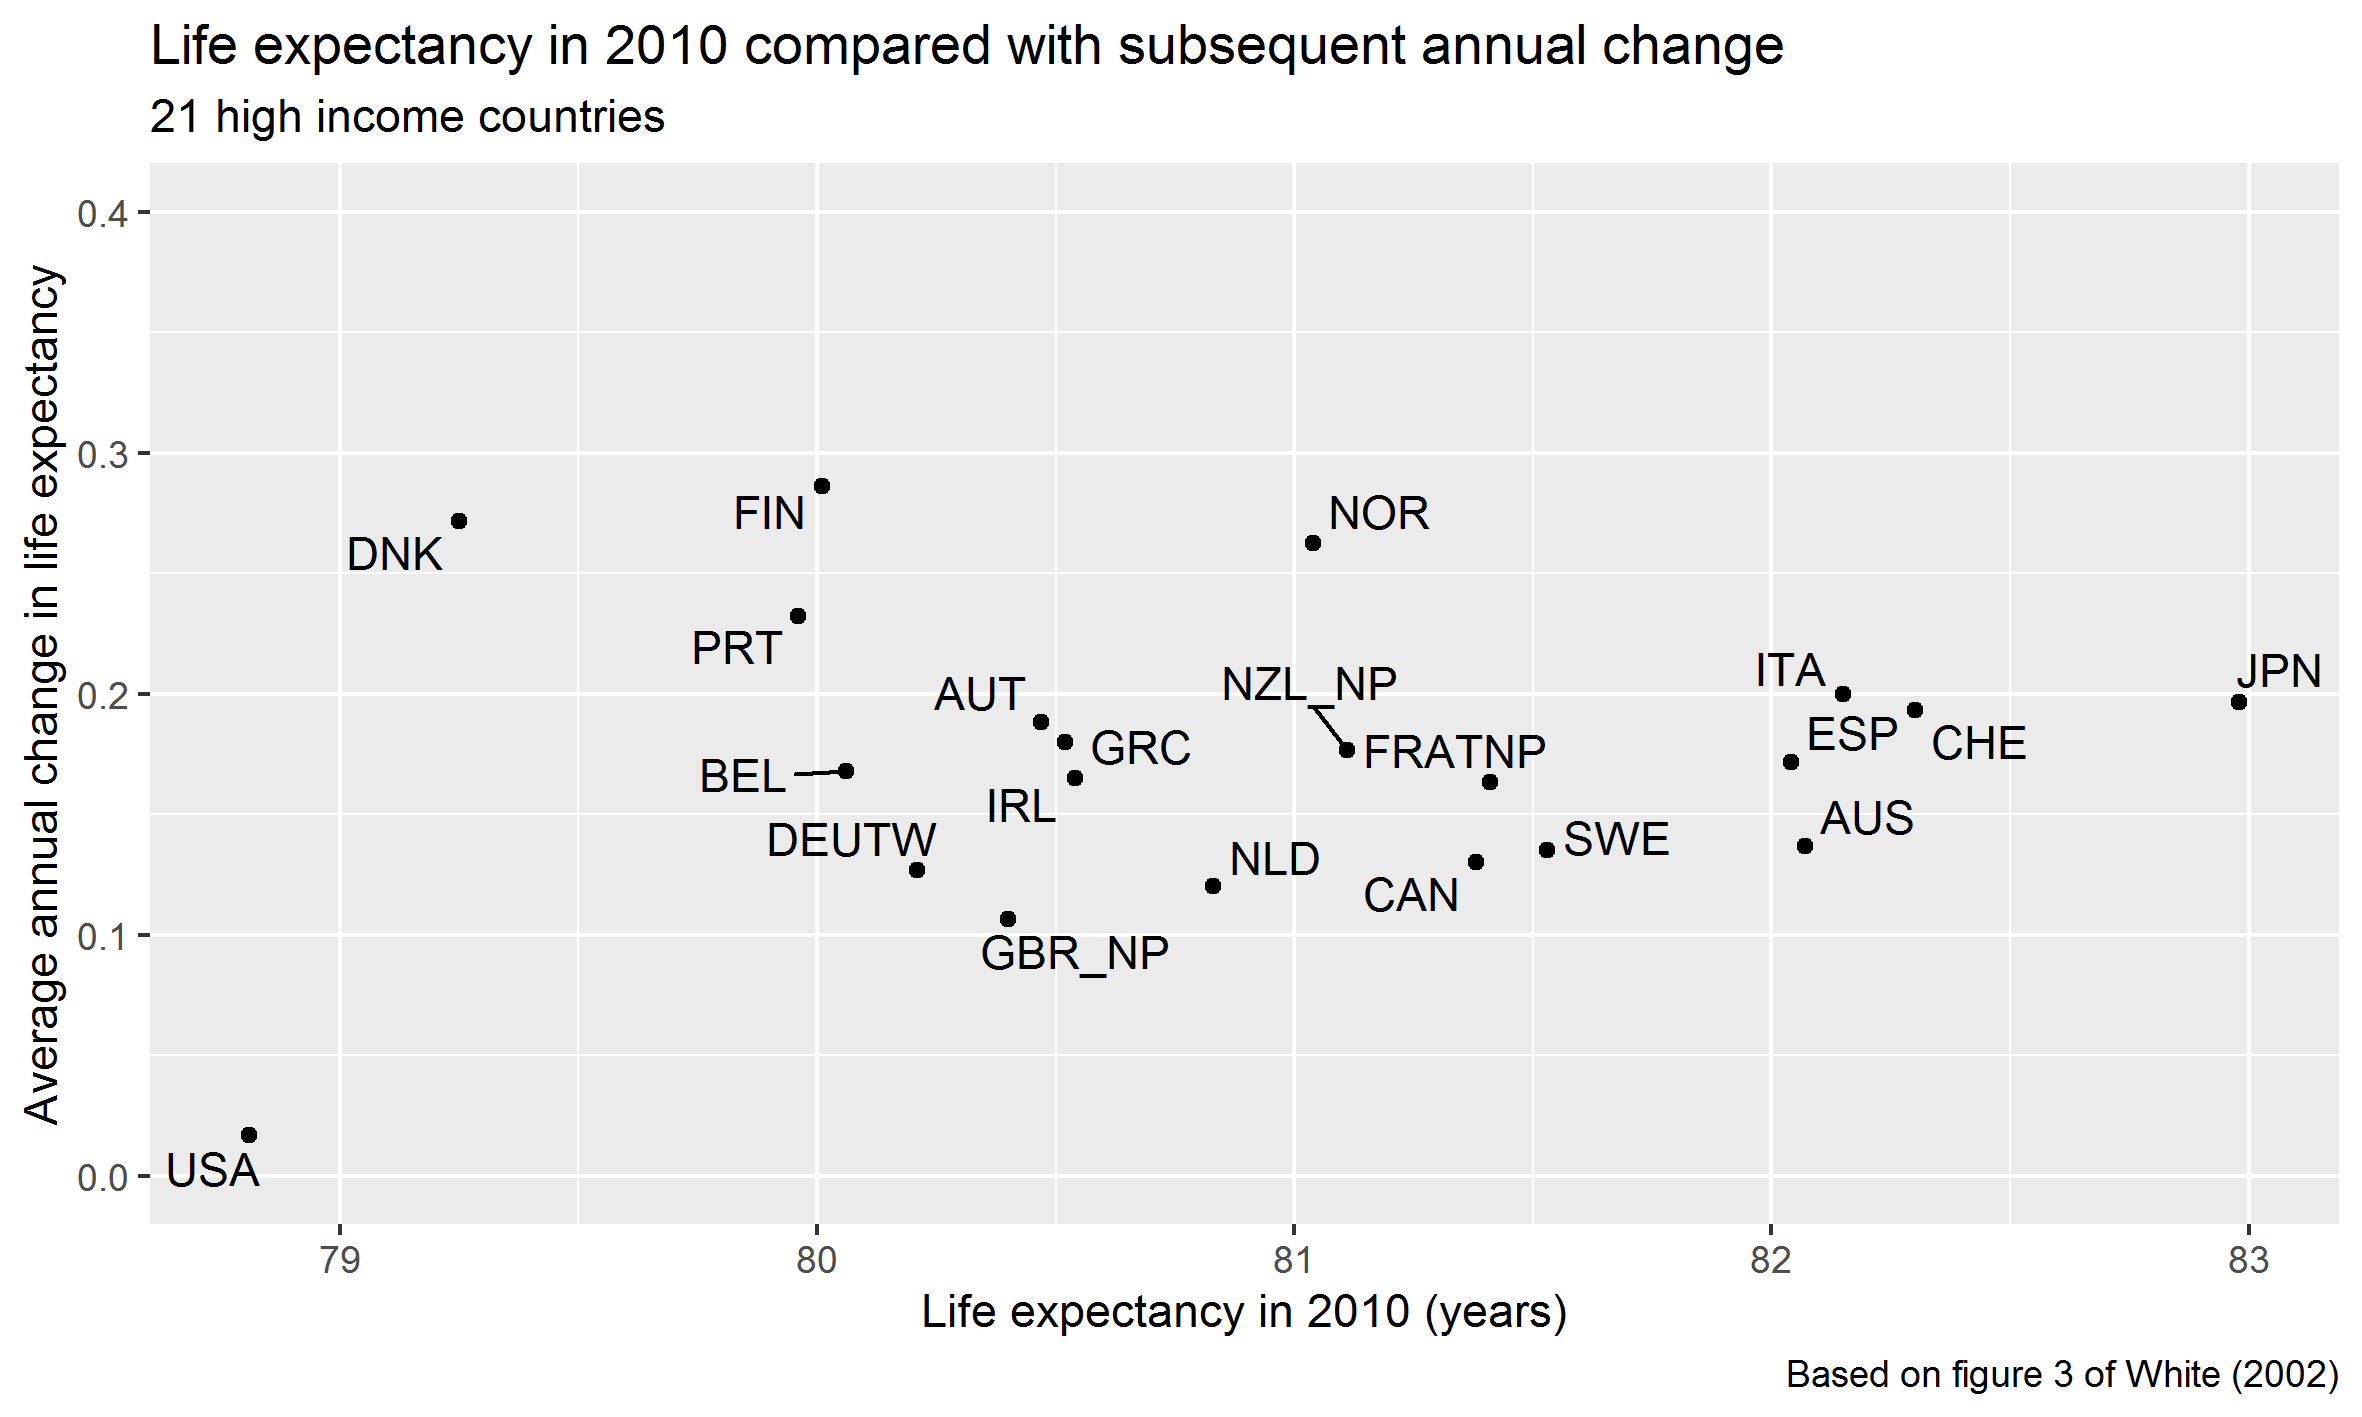 Life expectancy in 2010 compared with subsequent annual change
21 high income countries
Average annual change in life expectancy
0.4
0.3
0.2
0.1
0.0
FIN
NOR
DNK
PRT
ITA
JPN
NZL_NP
AUT
ESP
CHE
GRC
FRATNP
BEL
IRL
AUS
DEUTW
SWE
NLD
CAN
GBR_NP
USA
79 80 81 82 83
Life expectancy in 2010 (years)
Based on figure 3 of White (2002)